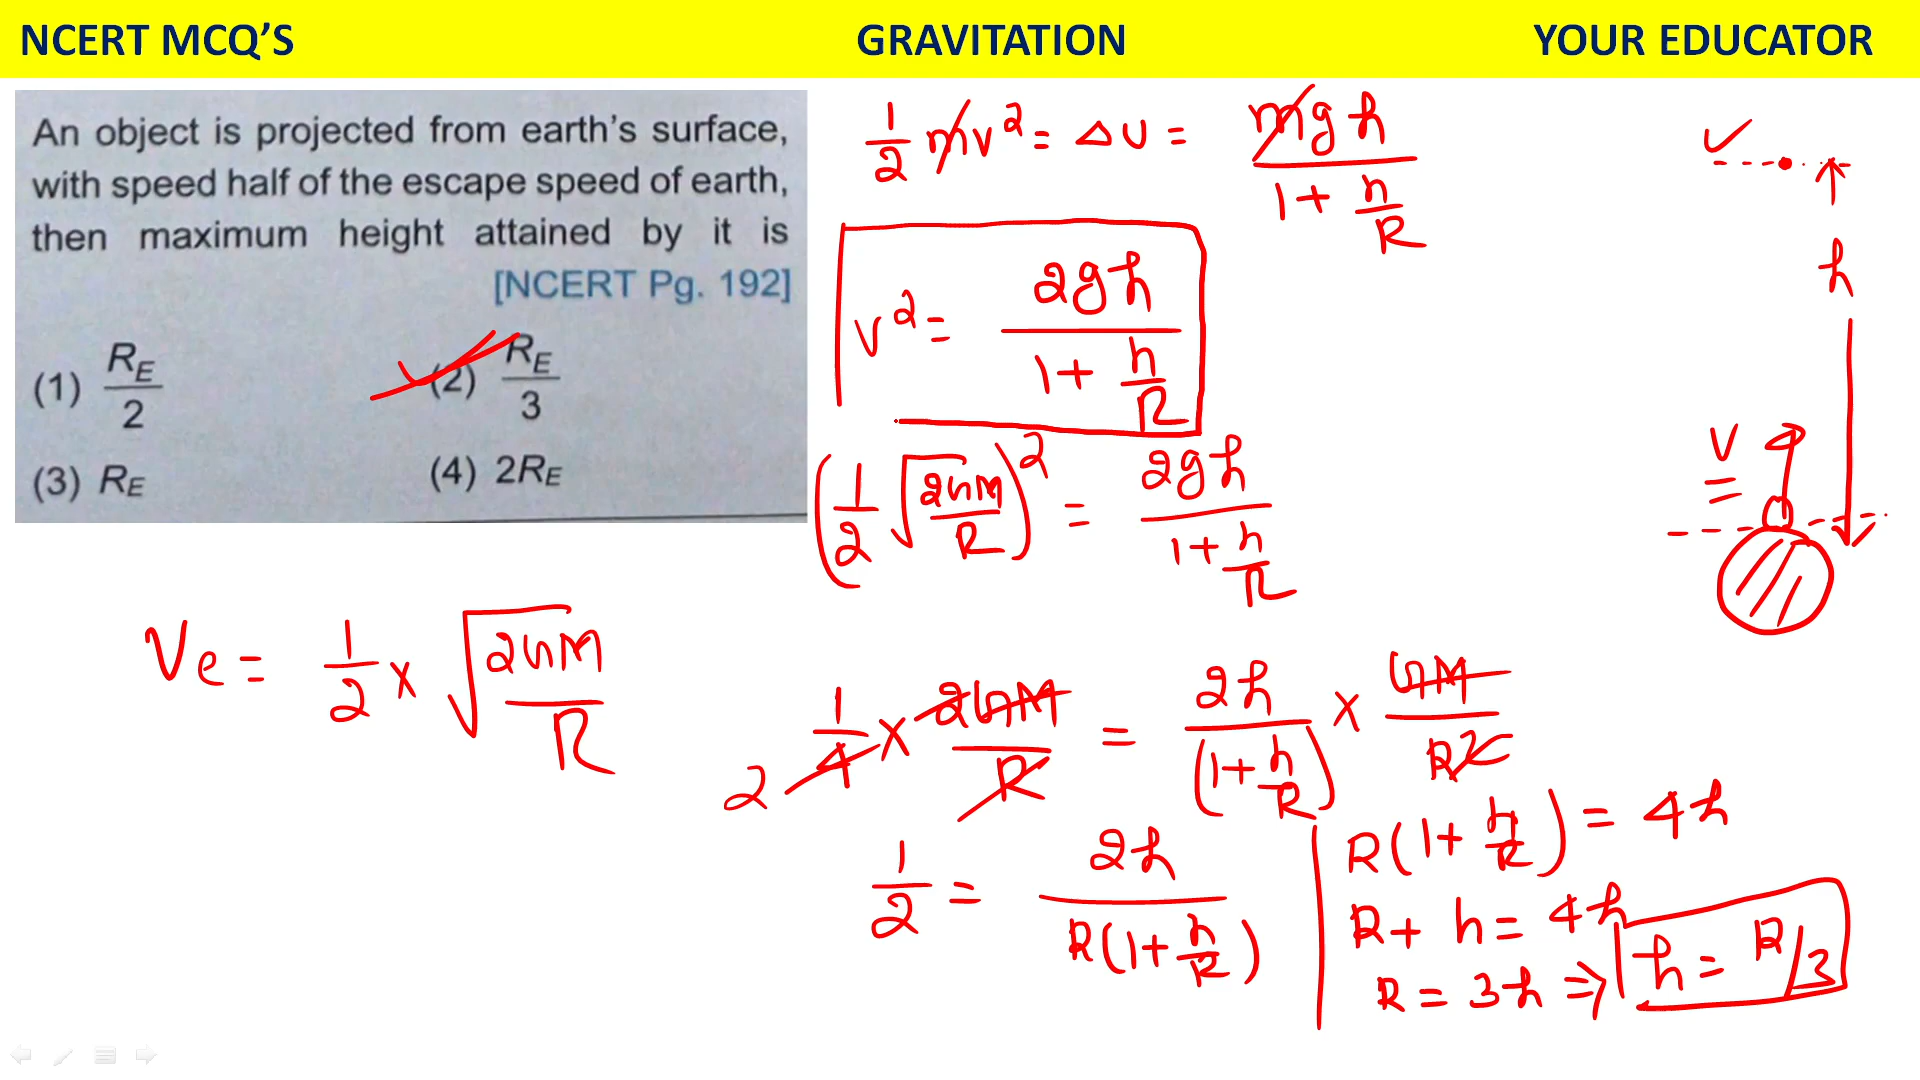 NCERT MCQ'S GRAVITATION YOUR EDUCATOR
An object is projected from earth's surface,
with speed half of the escape speed of earth,
then maximum height attained by it is
[NCERT Pg. 192]
(1) R_E/2 (2) R_E/3
(3) R_E (4) 2R_E
V_e = 1/2 × √(2GM/R)
1/2 mv² = ΔU = mgh/(1 + h/R)
v² = 2gh/(1 + h/R)
(1/2 √(2GM/R))² = 2gh/(1 + h/R)
2 1/4 × 2GM/R = 2h/(1 + h/R) × GM/R²
1/2 = 2h/R(1 + h/R)
R(1 + h/R) = 4h
R + h = 4h
R = 3h ⇒ h = R/3
h
V